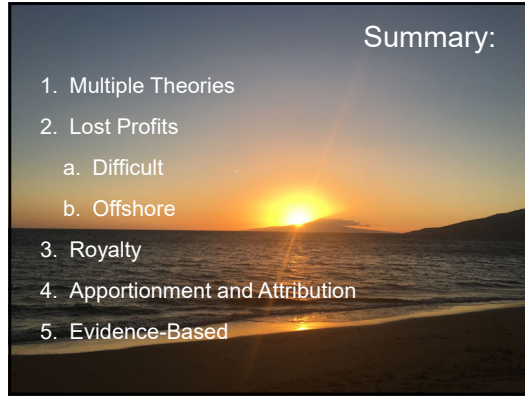 Summary:
1. Multiple Theories
2. Lost Profits
a. Difficult
b. Offshore
3. Royalty
4. Apportionment and Attribution
5. Evidence-Based